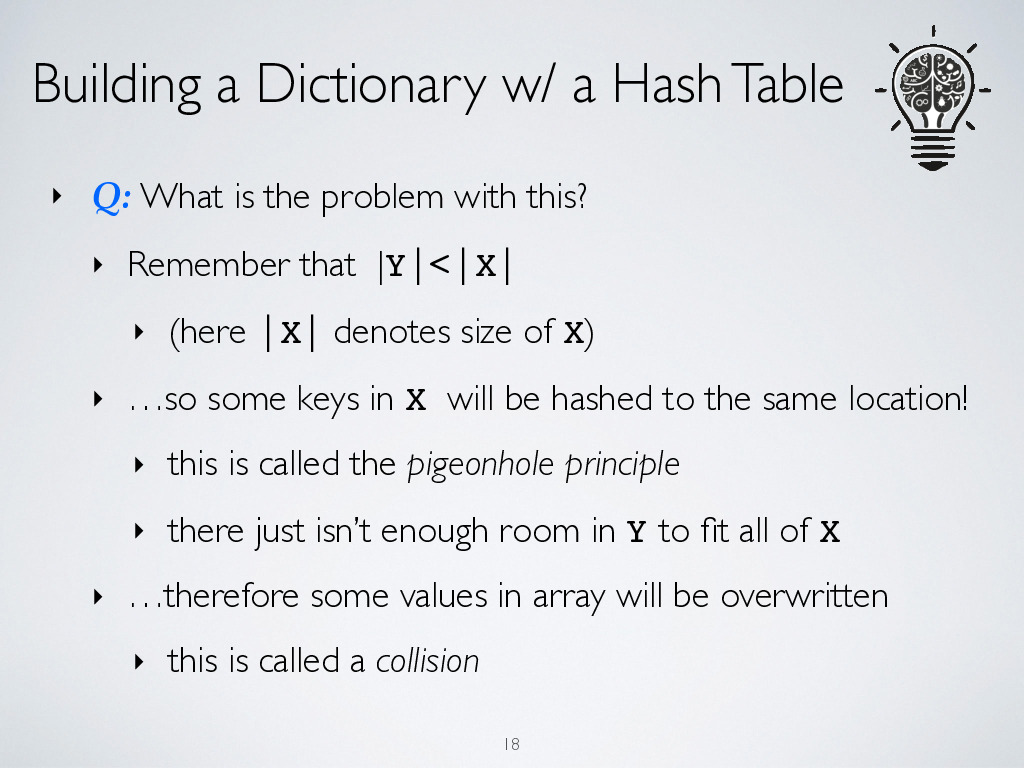 Building a Dictionary w/ a Hash Table
‣ Q: What is the problem with this?
‣ Remember that |Y|<|X|
‣ (here |X| denotes size of X)
‣ …so some keys in X will be hashed to the same location!
‣ this is called the pigeonhole principle
‣ there just isn’t enough room in Y to fit all of X
‣ …therefore some values in array will be overwritten
‣ this is called a collision
18